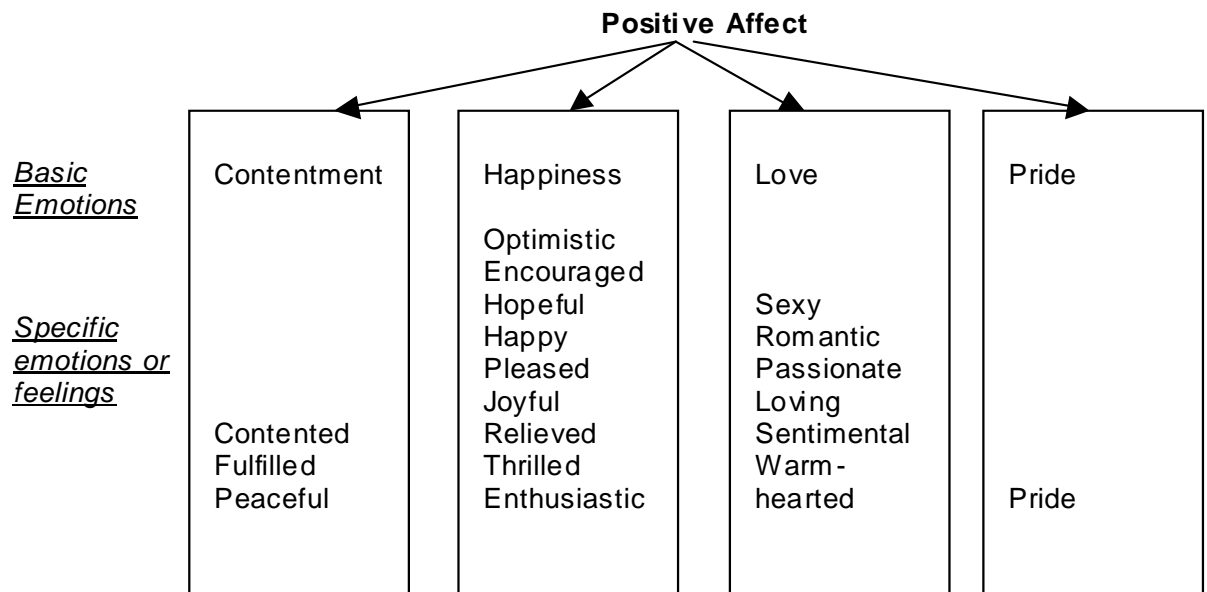 Positive Affect
Basic
Emotions
Specific
emotions or
feelings
Contentment
Contented
Fulfilled
Peaceful
Happiness
Optimistic
Encouraged
Hopeful
Happy
Pleased
Joyful
Relieved
Thrilled
Enthusiastic
Love
Sexy
Romantic
Passionate
Loving
Sentimental
Warm-
hearted
Pride
Pride